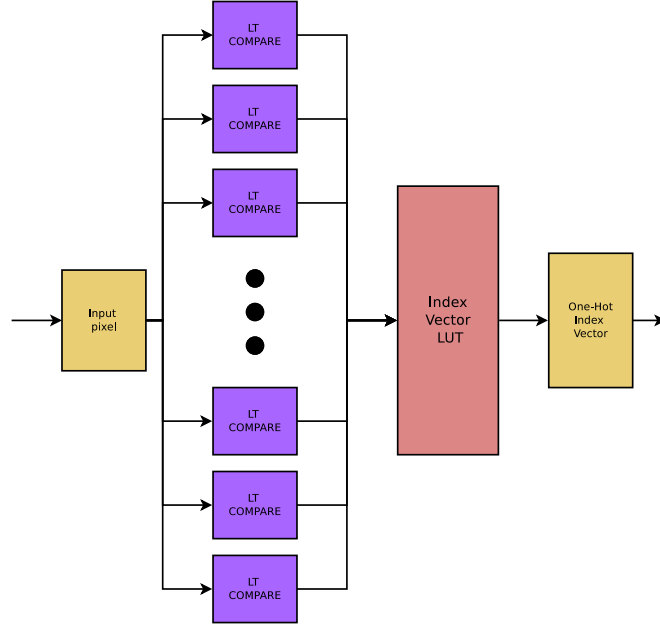 LT
COMPARE
LT
COMPARE
LT
COMPARE
Input
pixel
Index
Vector
LUT
One-Hot
Index
Vector
LT
COMPARE
LT
COMPARE
LT
COMPARE